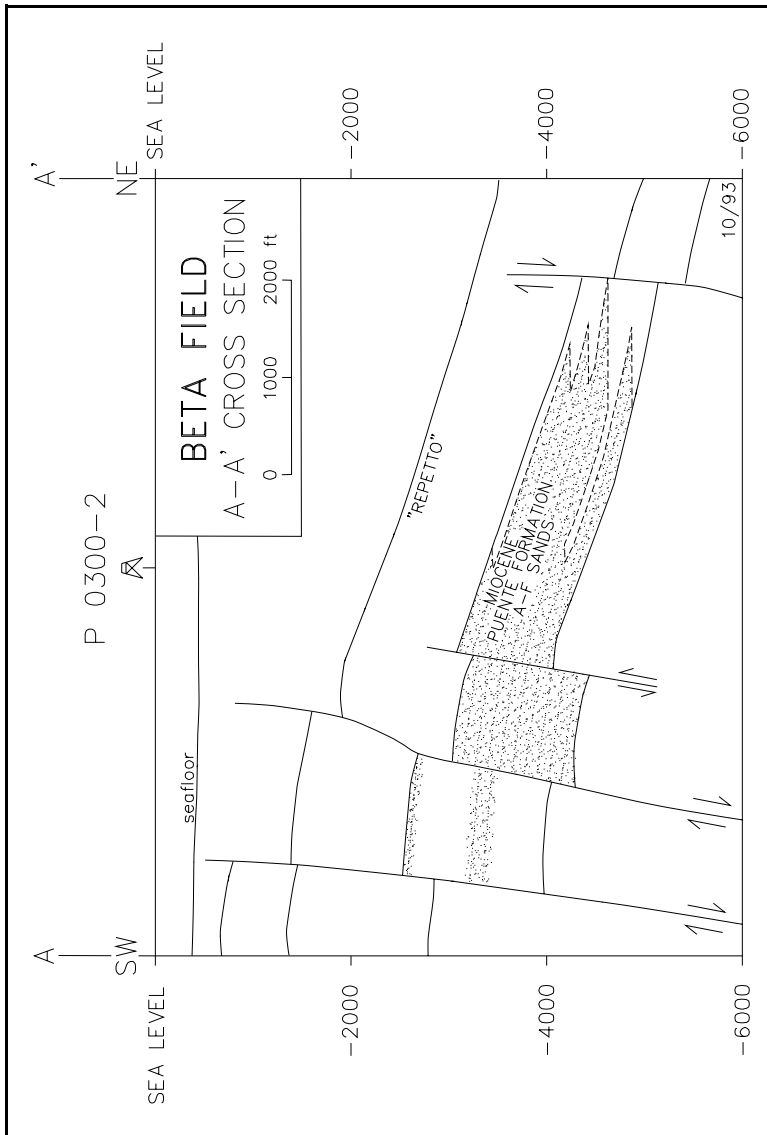 P 0300-2
A
A'
SW
NE
SEA LEVEL
SEA LEVEL
BETA FIELD
A-A' CROSS SECTION
0 1000 2000 ft
seafloor
-2000
-2000
"REPETTO"
MIOCENE
PUENTE FORMATION
A-F SANDS
-4000
-4000
-6000
-6000
10/93